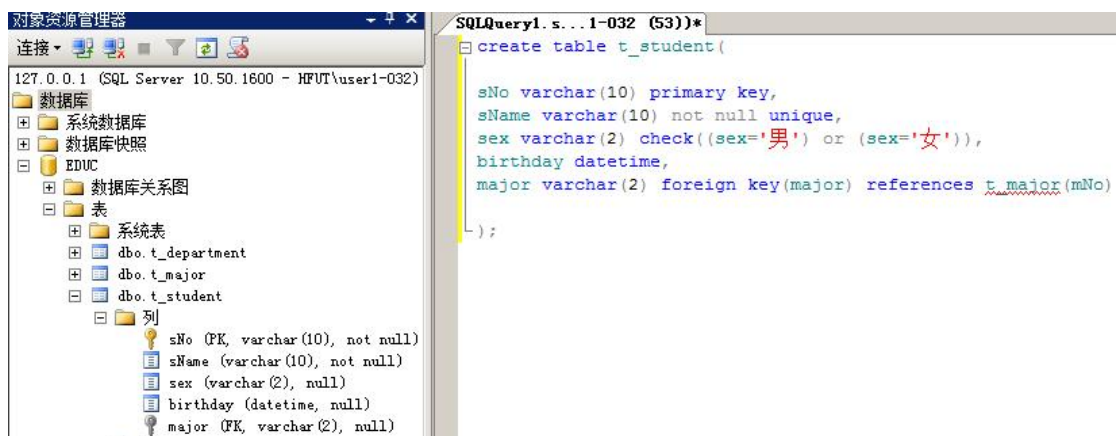 对象资源管理器
连接
127.0.0.1 (SQL Server 10.50.1600 - HFUT\user1-032)
数据库
系统数据库
数据库快照
EDUC
数据库关系图
表
系统表
dbo.t_department
dbo.t_major
dbo.t_student
列
sNo (PK, varchar(10), not null)
sName (varchar(10), not null)
sex (varchar(2), null)
birthday (datetime, null)
major (FK, varchar(2), null)
SQLQuery1.s...1-032 (53))*
create table t_student(
sNo varchar(10) primary key,
sName varchar(10) not null unique,
sex varchar(2) check((sex='男') or (sex='女')),
birthday datetime,
major varchar(2) foreign key(major) references t_major(mNo)
);